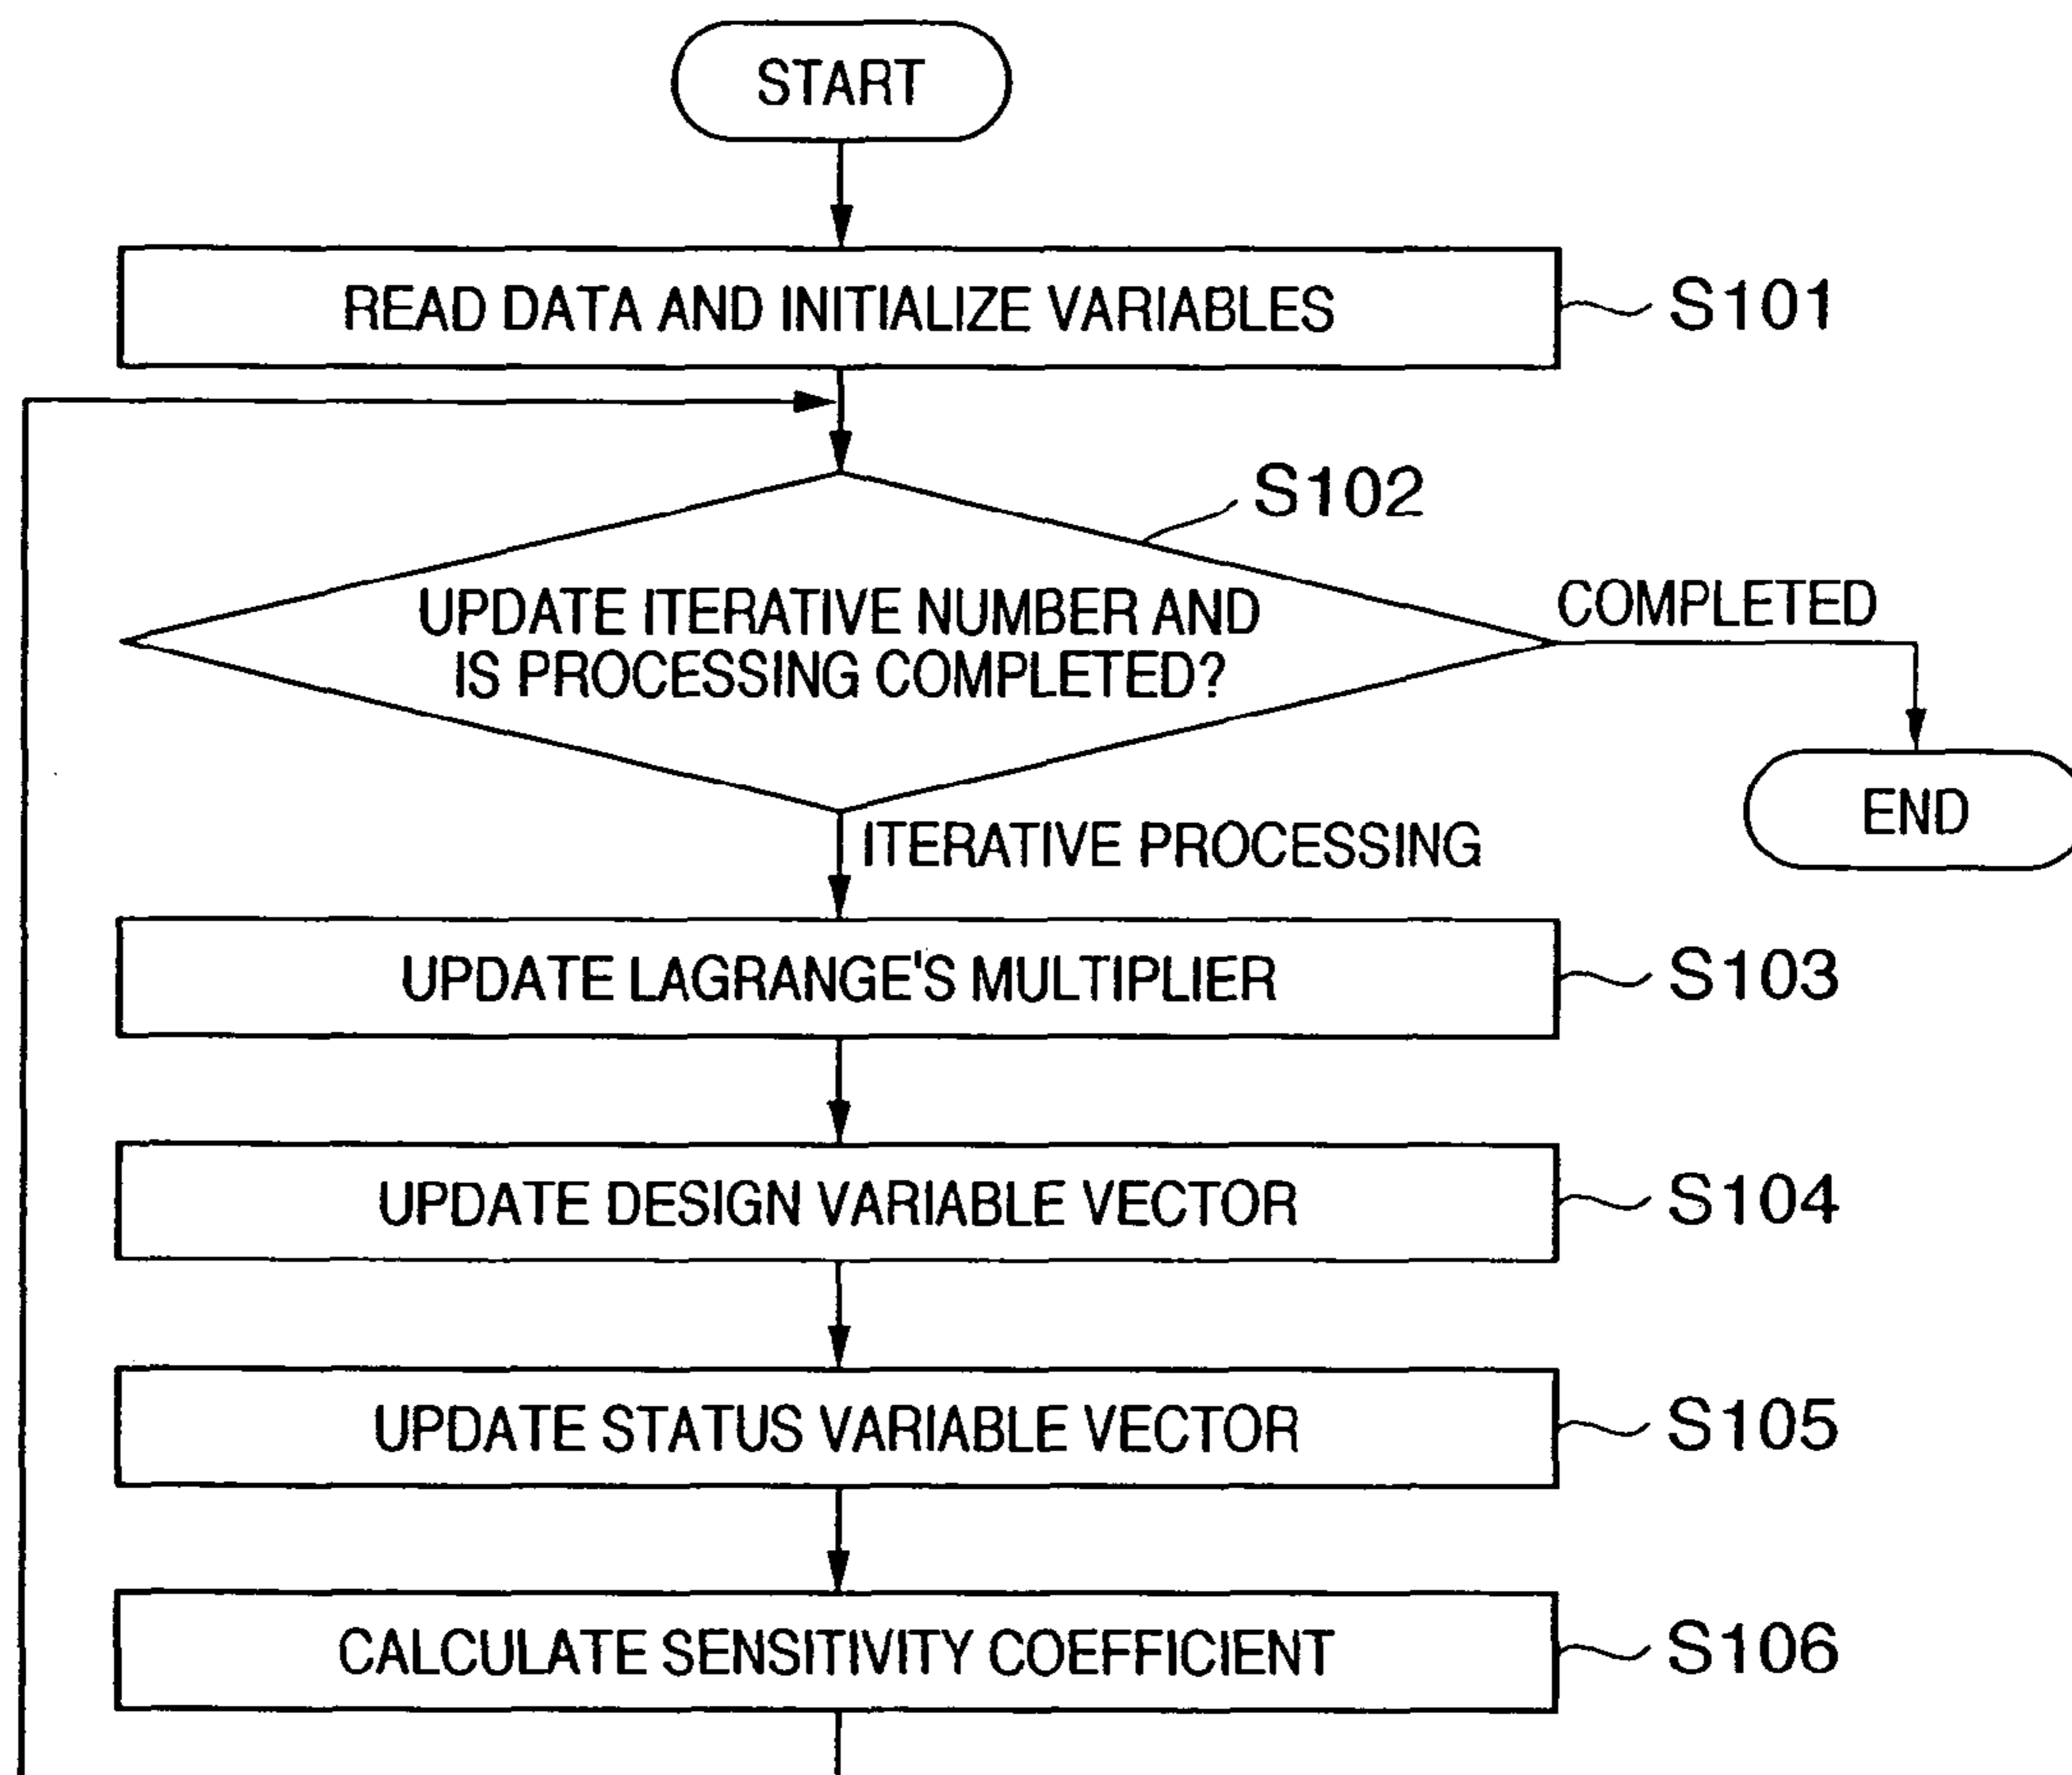 START
READ DATA AND INITIALIZE VARIABLES
S101
S102
UPDATE ITERATIVE NUMBER AND
IS PROCESSING COMPLETED?
COMPLETED
END
ITERATIVE PROCESSING
UPDATE LAGRANGE'S MULTIPLIER
S103
UPDATE DESIGN VARIABLE VECTOR
S104
UPDATE STATUS VARIABLE VECTOR
S105
CALCULATE SENSITIVITY COEFFICIENT
S106